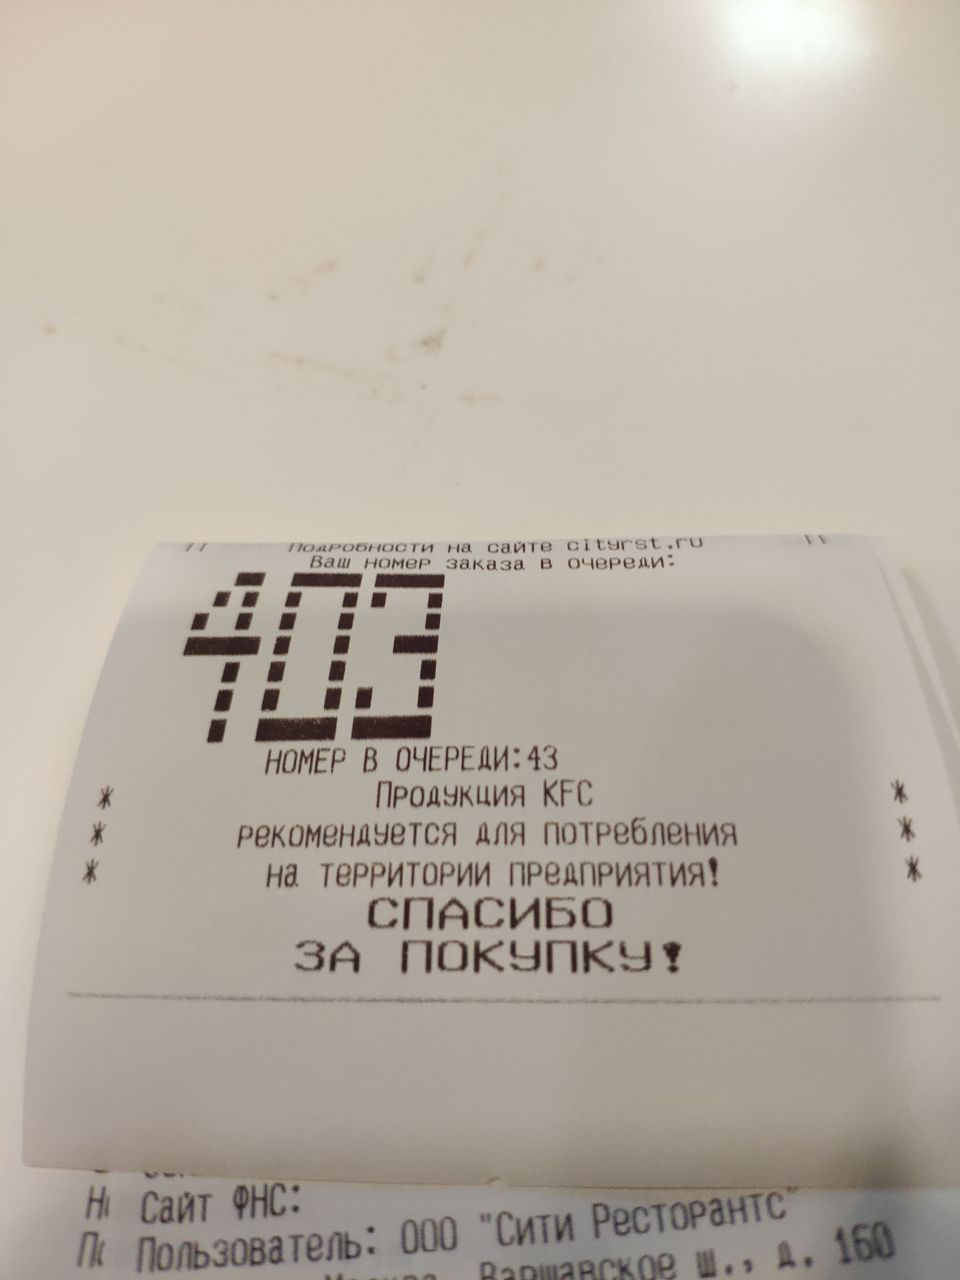 Подробности на сайте cityrst.ru
Ваш номер заказа в очереди:
403
НОМЕР В ОЧЕРЕДИ:43
* Продукция KFC *
* рекомендуется для потребления *
* на территории предприятия! *
СПАСИБО
ЗА ПОКУПКУ!
Сайт ФНС:
Пользователь: ООО "Сити Ресторантс"
Москва, Варшавское ш., д. 160